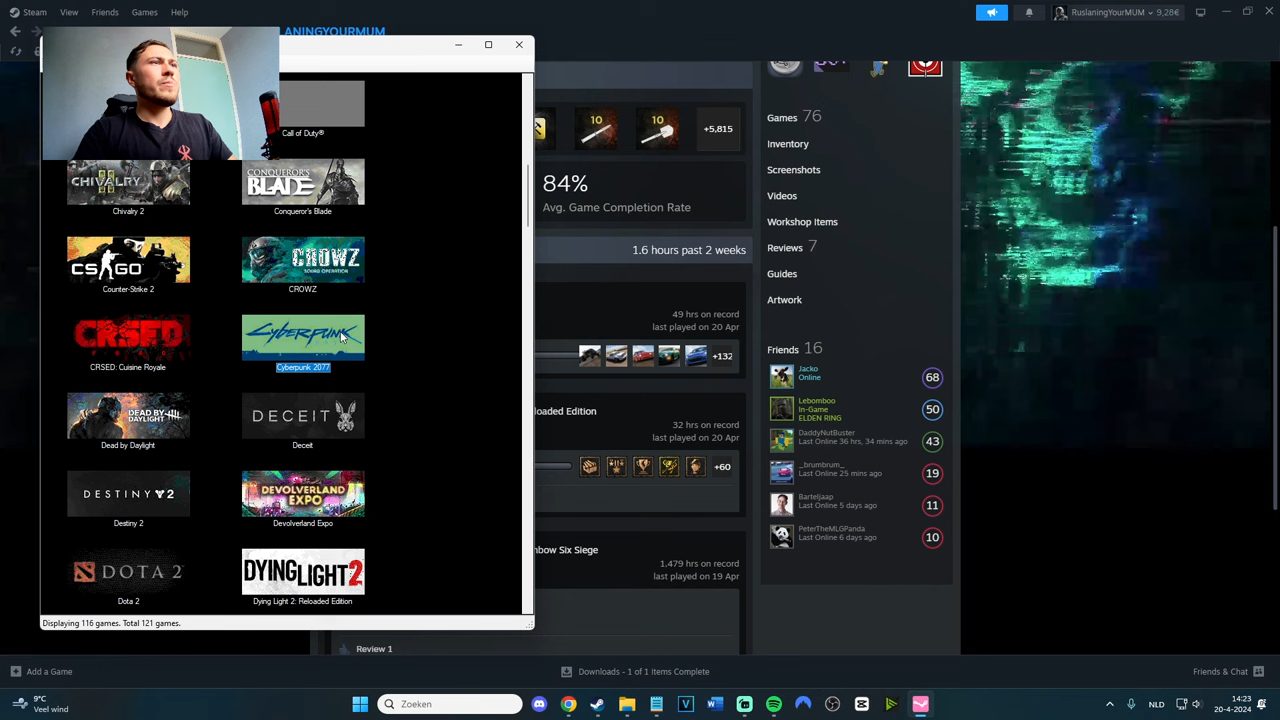 Steam View Friends Games Help
RuslaningYourMUM 9,28€
ANINGYOURMUM
Call of Duty®
CHIVALRY II
CONQUEROR'S BLADE
Chivalry 2
Conqueror's Blade
CS:GO
CROWZ
SQUAD OPERATION
Counter-Strike 2
CROWZ
CRSED
Cyberpunk
CRSED: Cuisine Royale
Cyberpunk 2077
DEAD BY DAYLIGHT
DECEIT
Dead by Daylight
Deceit
DESTINY 2
DEVOLVERLAND EXPO
Destiny 2
Devolverland Expo
DOTA 2
DYING LIGHT 2
Dota 2
Dying Light 2: Reloaded Edition
Displaying 116 games. Total 121 games.
10
10
+5,815
84%
Avg. Game Completion Rate
1.6 hours past 2 weeks
49 hrs on record
last played on 20 Apr
+132
loaded Edition
32 hrs on record
last played on 20 Apr
+60
nbow Six Siege
1,479 hrs on record
last played on 19 Apr
Review 1
Games 76
Inventory
Screenshots
Videos
Workshop Items
Reviews 7
Guides
Artwork
Friends 16
Jacko
Online
68
Lebomboo
In-Game
ELDEN RING
50
DaddyNutBuster
Last Online 36 hrs, 34 mins ago
43
_brumbrum_
Last Online 25 mins ago
19
Barteljaap
Last Online 5 days ago
11
PeterTheMLGPanda
Last Online 6 days ago
10
Add a Game
Downloads - 1 of 1 Items Complete
Friends & Chat
9°C
Veel wind
Zoeken
NLD
14:23
20-4-2024